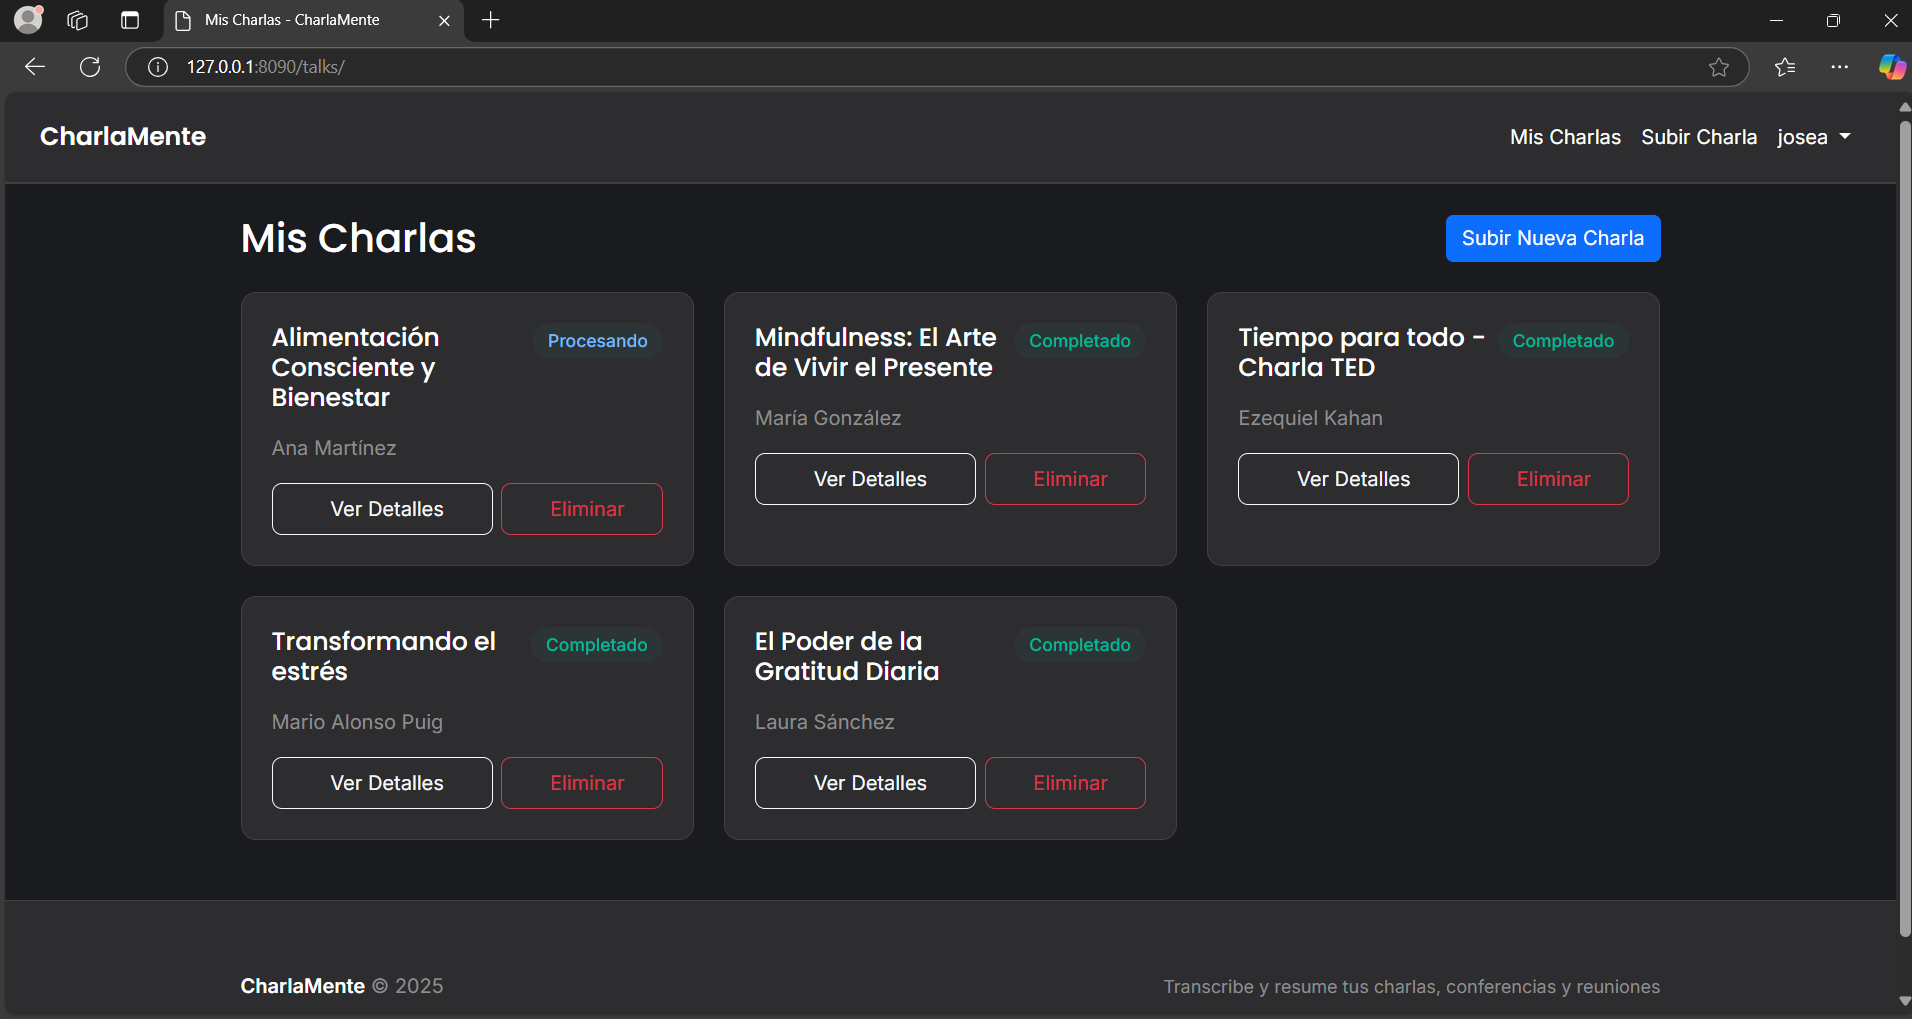 Mis Charlas - CharlaMente
127.0.0.1:8090/talks/
CharlaMente
Mis Charlas
Subir Charla
josea
Mis Charlas
Subir Nueva Charla
Alimentación
Consciente y
Bienestar
Procesando
Ana Martínez
Ver Detalles
Eliminar
Mindfulness: El Arte
de Vivir el Presente
Completado
María González
Ver Detalles
Eliminar
Tiempo para todo -
Charla TED
Completado
Ezequiel Kahan
Ver Detalles
Eliminar
Transformando el
estrés
Completado
Mario Alonso Puig
Ver Detalles
Eliminar
El Poder de la
Gratitud Diaria
Completado
Laura Sánchez
Ver Detalles
Eliminar
CharlaMente © 2025
Transcribe y resume tus charlas, conferencias y reuniones